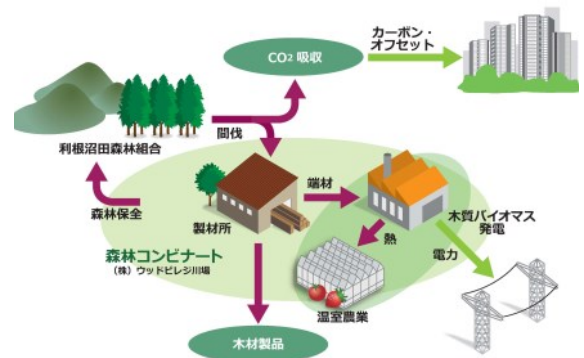 カーボン・
オフセット
CO2 吸収
間伐
利根沼田森林組合
端材
森林保全
製材所
木質バイオマス
発電
熱
電力
森林コンビナート
(株) ウッドビレジ川場
温室農業
木材製品